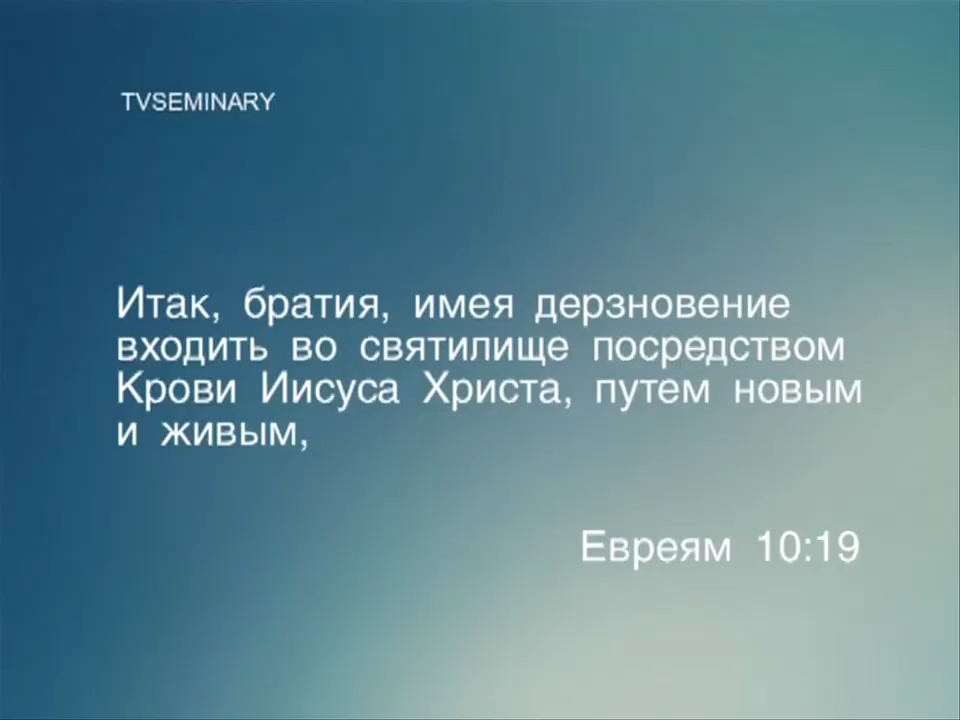 TVSEMINARY
Итак, братия, имея дерзновение
входить во святилище посредством
Крови Иисуса Христа, путем новым
и живым,
Евреям 10:19